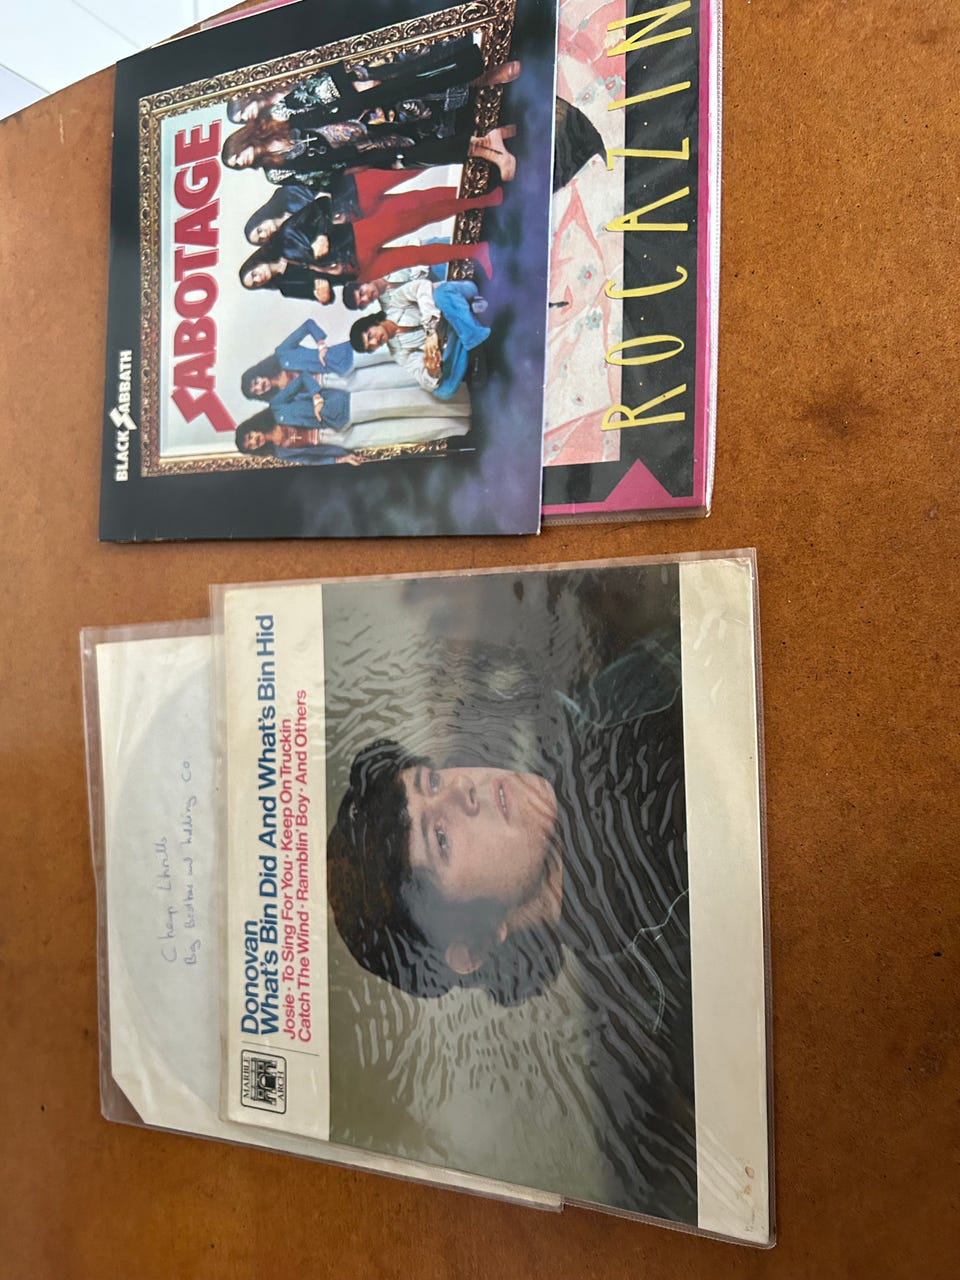 BLACK SABBATH
SABOTAGE
ROCAZIN
Cheap thrills
Big Brother and holding Co
Donovan
What's Bin Did And What's Bin Hid
Josie · To Sing For You · Keep On Truckin
Catch The Wind · Ramblin' Boy · And Others
MARBLE
ARCH